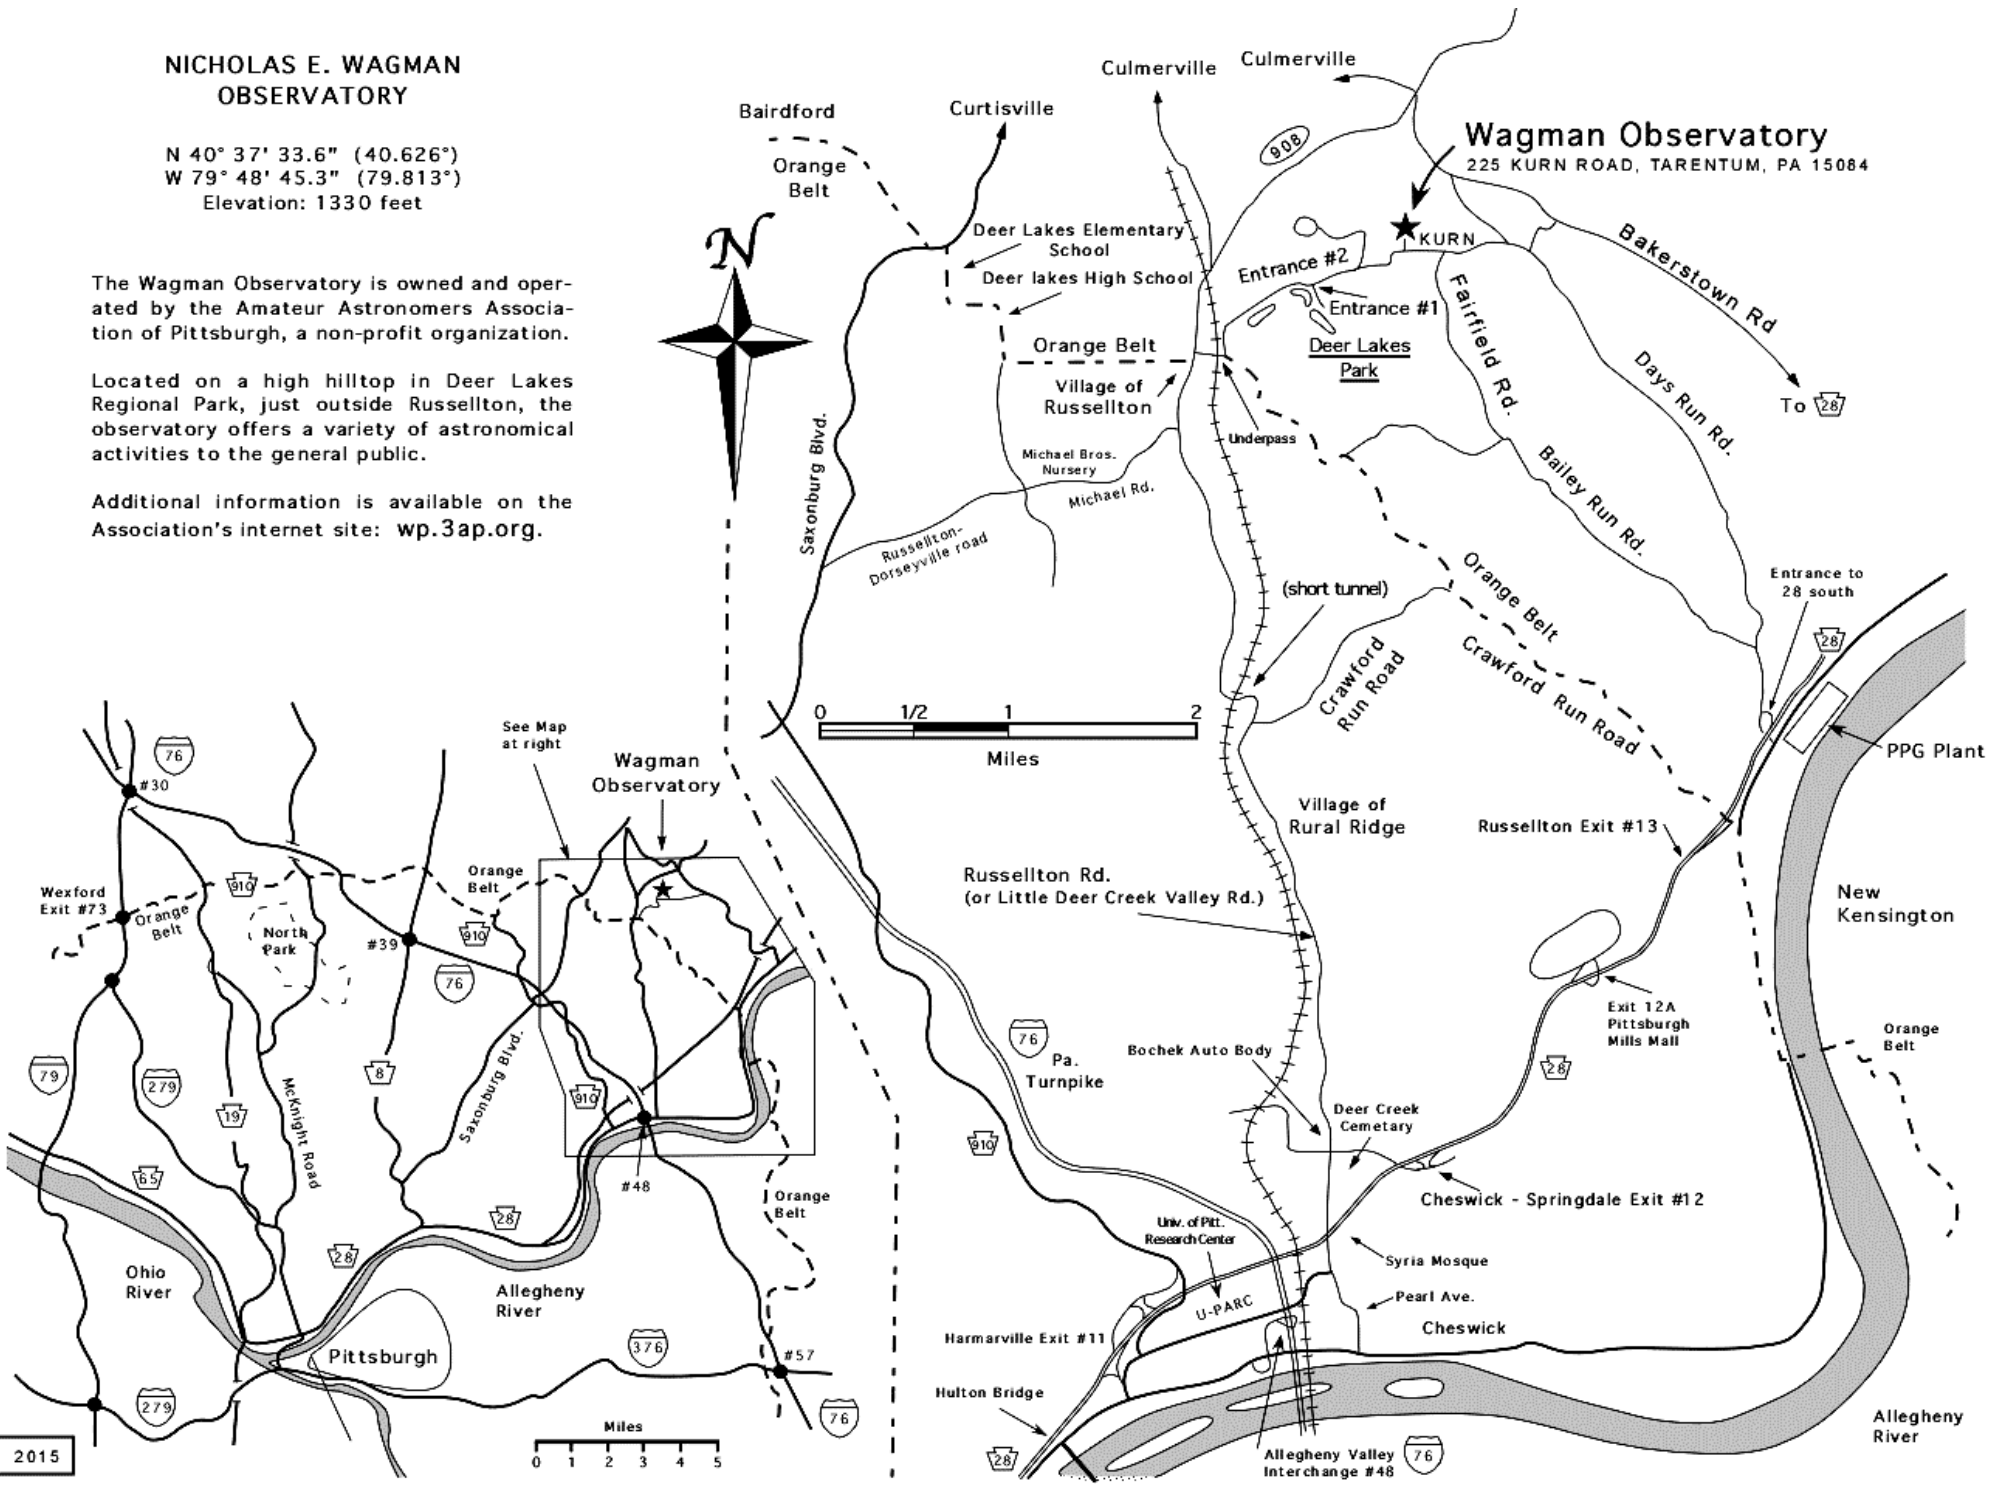 NICHOLAS E. WAGMAN
OBSERVATORY
N 40° 37' 33.6" (40.626°)
W 79° 48' 45.3" (79.813°)
Elevation: 1330 feet
The Wagman Observatory is owned and oper-
ated by the Amateur Astronomers Associa-
tion of Pittsburgh, a non-profit organization.
Located on a high hilltop in Deer Lakes
Regional Park, just outside Russellton, the
observatory offers a variety of astronomical
activities to the general public.
Additional information is available on the
Association's internet site: wp.3ap.org.
N
Culmerville
Culmerville
Bairdford
Curtisville
Orange
Belt
908
Wagman Observatory
225 KURN ROAD, TARENTUM, PA 15084
Deer Lakes Elementary
School
Deer lakes High School
KURN
Entrance #2
Entrance #1
Bakerstown Rd
To 28
Fairfield Rd.
Days Run Rd.
Orange Belt
Deer Lakes
Park
Village of
Russellton
Underpass
Saxonburg Blvd.
Michael Bros.
Nursery
Michael Rd.
Russellton-
Dorseyville road
Bailey Run Rd.
(short tunnel)
Orange Belt
Crawford Run Road
Crawford
Run Road
Entrance to
28 south
28
PPG Plant
0 1/2 1 2
Miles
Village of
Rural Ridge
Russellton Exit #13
Russellton Rd.
(or Little Deer Creek Valley Rd.)
New
Kensington
Exit 12A
Pittsburgh
Mills Mall
28
Orange
Belt
76
Pa.
Turnpike
Bochek Auto Body
Deer Creek
Cemetary
910
Cheswick - Springdale Exit #12
Univ. of Pitt.
Research Center
Syria Mosque
U-PARC
Pearl Ave.
Cheswick
Harmarville Exit #11
Hulton Bridge
28
Allegheny Valley
Interchange #48
76
Allegheny
River
See Map
at right
Wagman
Observatory
76
#30
Orange
Belt
910
Wexford
Exit #73
Orange
Belt
North
Park
#39
910
76
79
279
19
McKnight Road
8
Saxonburg Blvd.
910
65
#48
28
Orange
Belt
28
Ohio
River
Allegheny
River
Pittsburgh
376
#57
279
76
Miles
0 1 2 3 4 5
2015